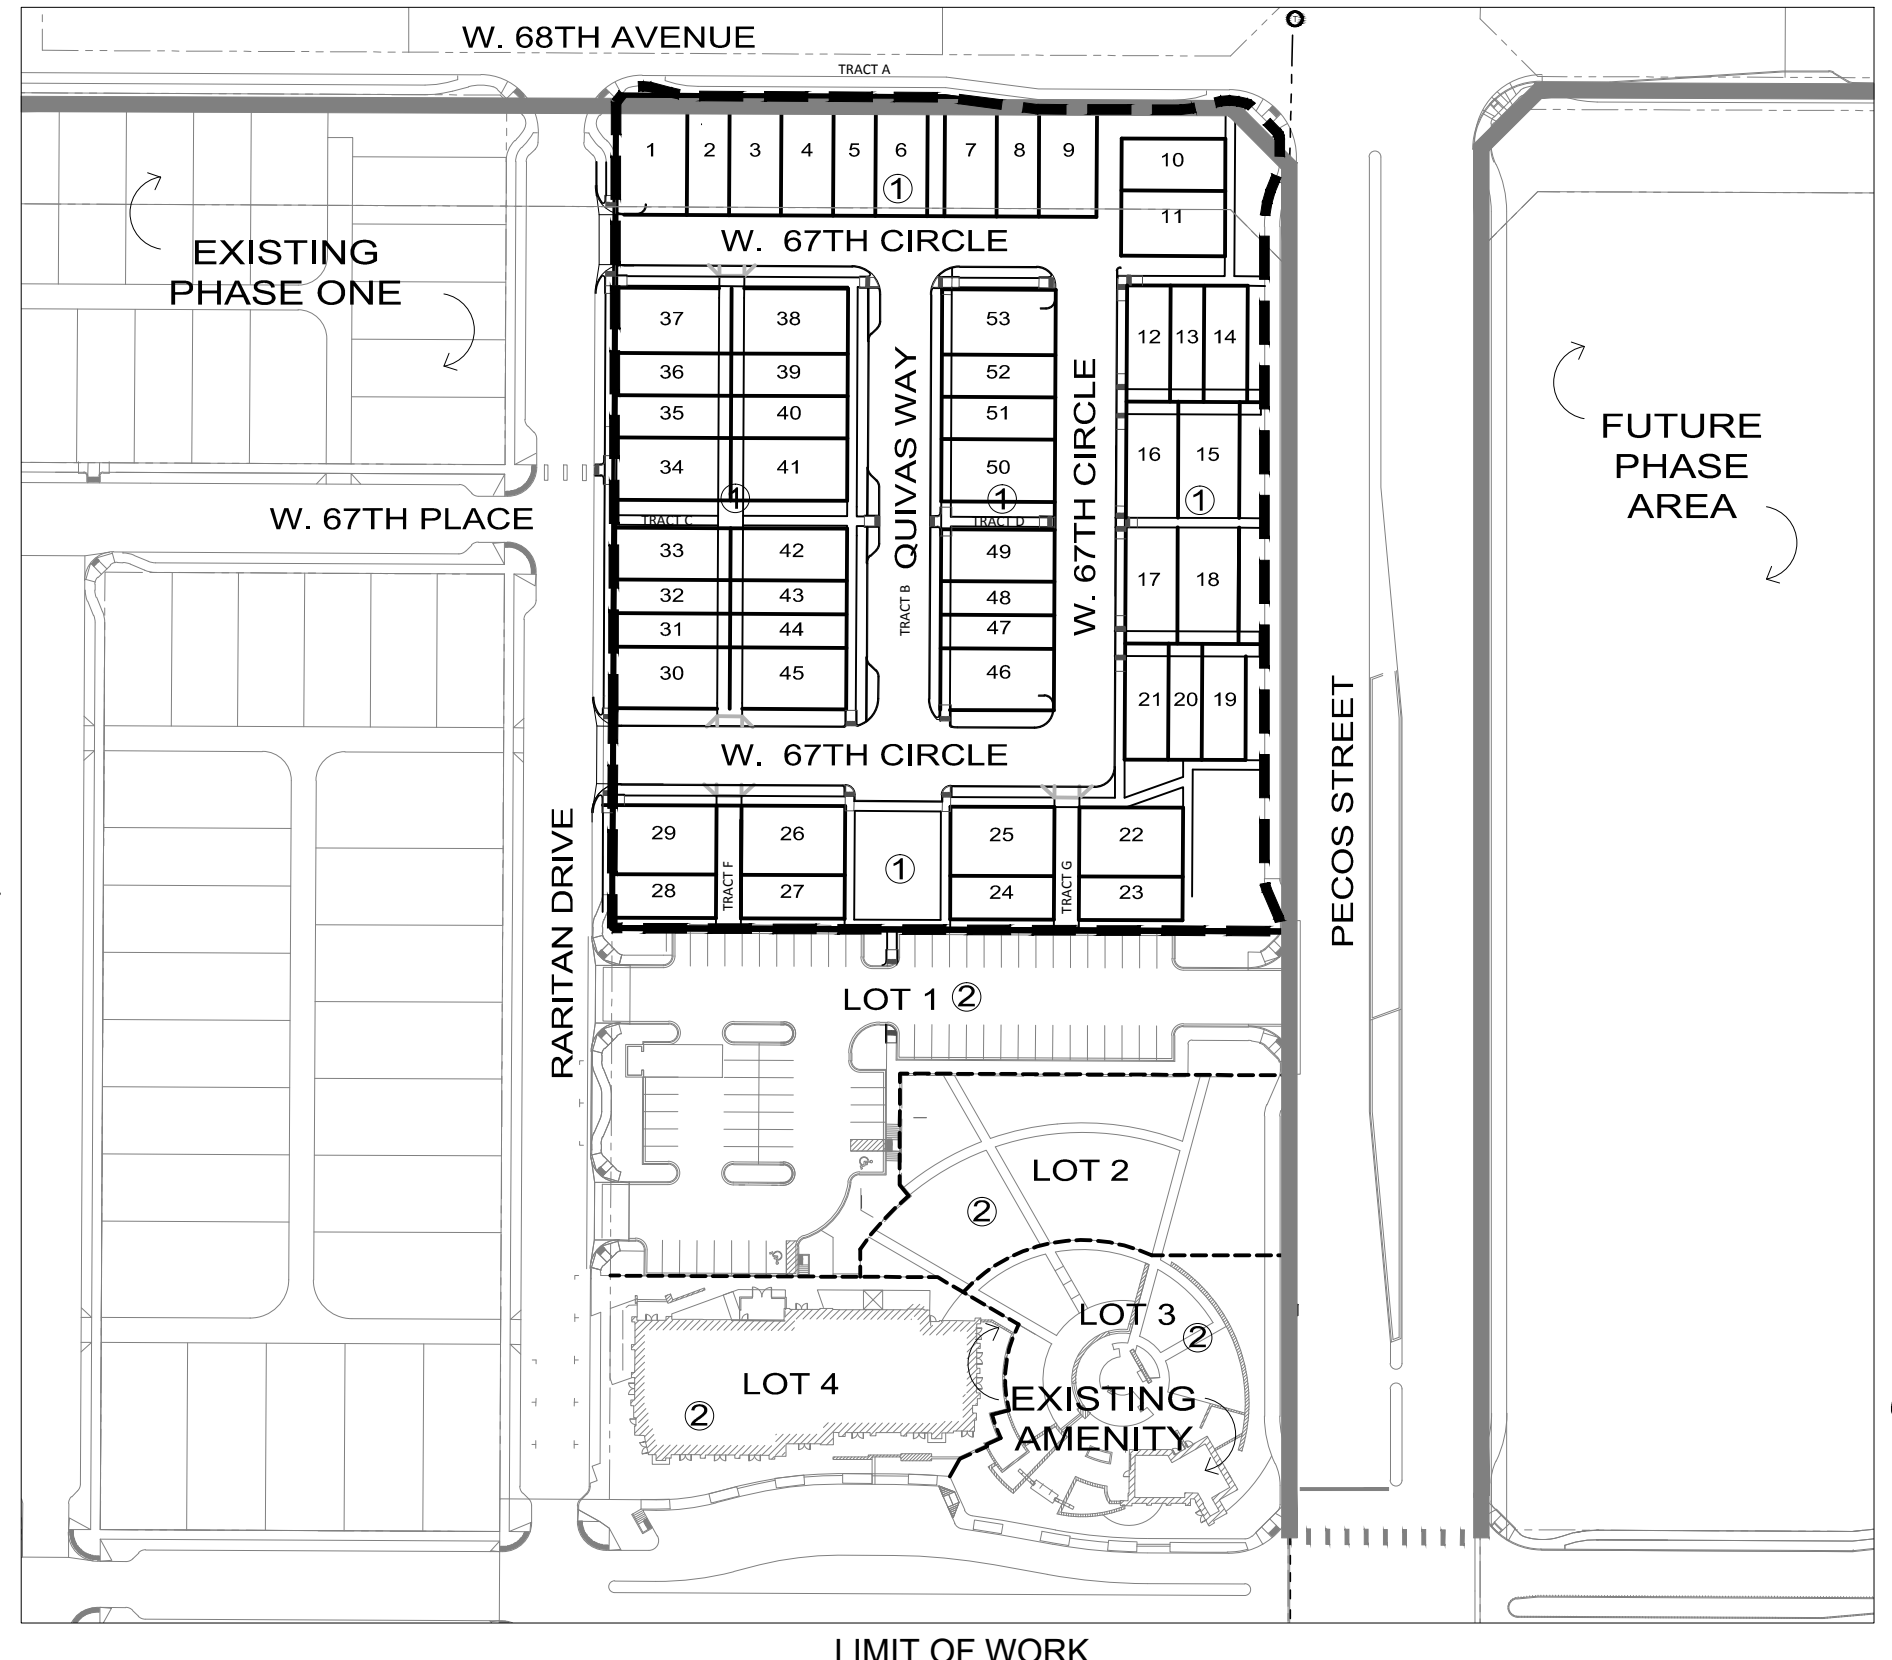 W. 68TH AVENUE
TRACT A
1 2 3 4 5 6 7 8 9
①
10
11
W. 67TH CIRCLE
EXISTING
PHASE ONE
37 38 53
12 13 14
36 39 52
35 40 51
34 41 50
16 15
① ① ①
W. 67TH PLACE
TRACT C
TRACT D
QUIVAS WAY
TRACT B
W. 67TH CIRCLE
FUTURE
PHASE
AREA
33 42 49
17 18
32 43 48
31 44 47
30 45 46
21 20 19
W. 67TH CIRCLE
PECOS STREET
RARITAN DRIVE
29 26 25 22
①
28 27 24 23
TRACT F
TRACT G
LOT 1 ②
LOT 2
②
LOT 3
②
LOT 4
②
EXISTING
AMENITY
LIMIT OF WORK